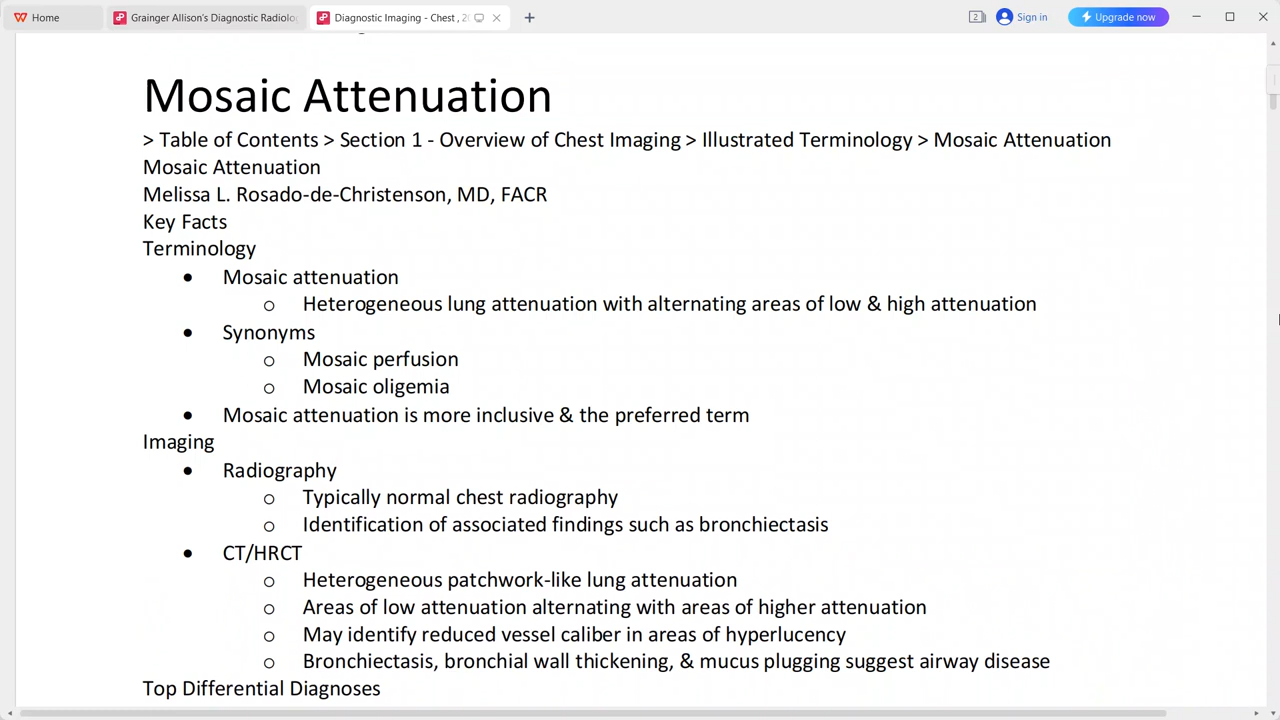 Home
Grainger Allison's Diagnostic Radiolo
Diagnostic Imaging - Chest , 2
2
Sign in
Upgrade now
Mosaic Attenuation
> Table of Contents > Section 1 - Overview of Chest Imaging > Illustrated Terminology > Mosaic Attenuation
Mosaic Attenuation
Melissa L. Rosado-de-Christenson, MD, FACR
Key Facts
Terminology
• Mosaic attenuation
o Heterogeneous lung attenuation with alternating areas of low & high attenuation
• Synonyms
o Mosaic perfusion
o Mosaic oligemia
• Mosaic attenuation is more inclusive & the preferred term
Imaging
• Radiography
o Typically normal chest radiography
o Identification of associated findings such as bronchiectasis
• CT/HRCT
o Heterogeneous patchwork-like lung attenuation
o Areas of low attenuation alternating with areas of higher attenuation
o May identify reduced vessel caliber in areas of hyperlucency
o Bronchiectasis, bronchial wall thickening, & mucus plugging suggest airway disease
Top Differential Diagnoses